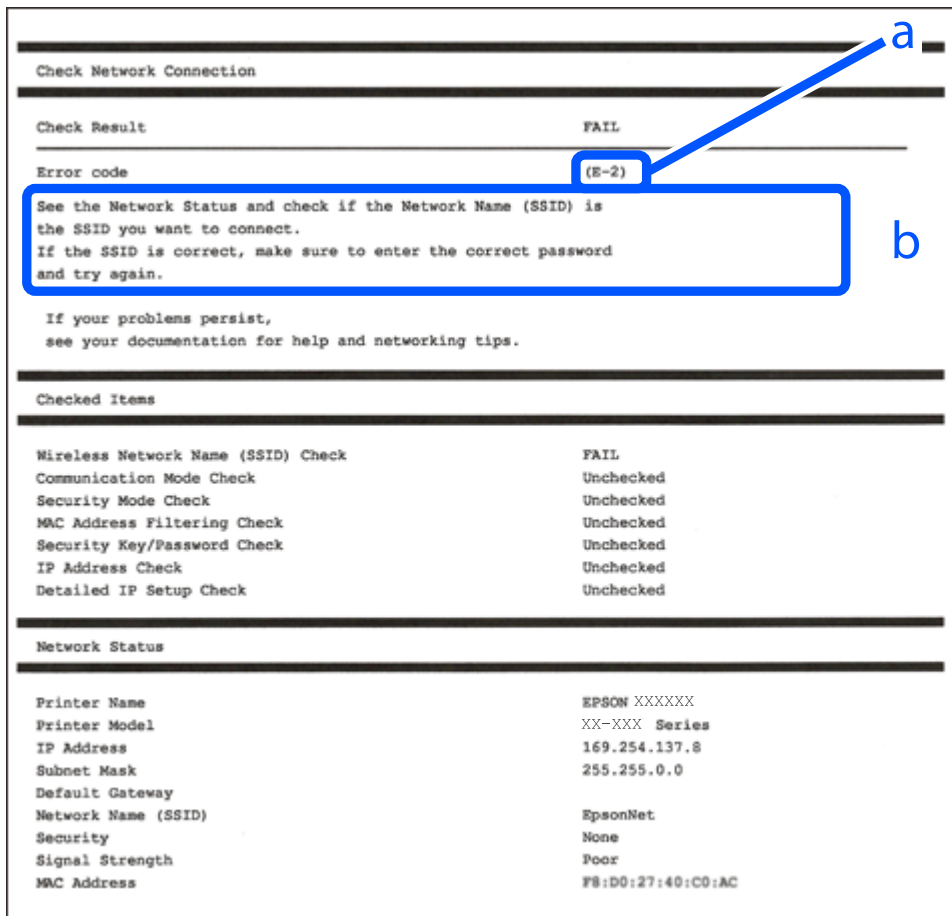 a
Check Network Connection
Check Result FAIL
Error code (E-2)
See the Network Status and check if the Network Name (SSID) is
the SSID you want to connect.
If the SSID is correct, make sure to enter the correct password
and try again.
b
If your problems persist,
see your documentation for help and networking tips.
Checked Items
Wireless Network Name (SSID) Check FAIL
Communication Mode Check Unchecked
Security Mode Check Unchecked
MAC Address Filtering Check Unchecked
Security Key/Password Check Unchecked
IP Address Check Unchecked
Detailed IP Setup Check Unchecked
Network Status
Printer Name EPSON XXXXXX
Printer Model XX-XXX Series
IP Address 169.254.137.8
Subnet Mask 255.255.0.0
Default Gateway
Network Name (SSID) EpsonNet
Security None
Signal Strength Poor
MAC Address F8:D0:27:40:C0:AC